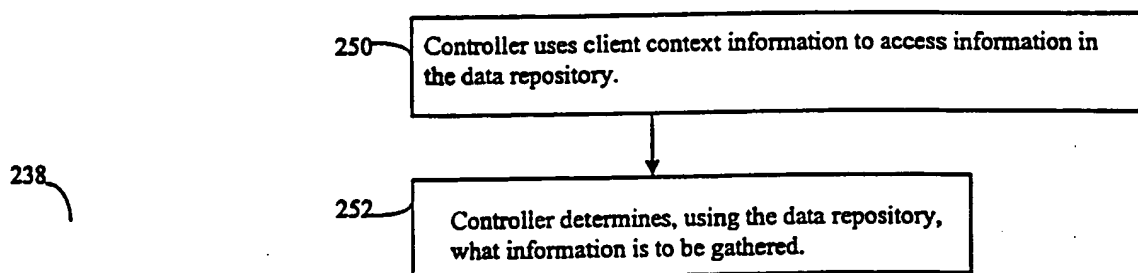 250
Controller uses client context information to access information in
the data repository.
238
252
Controller determines, using the data repository,
what information is to be gathered.